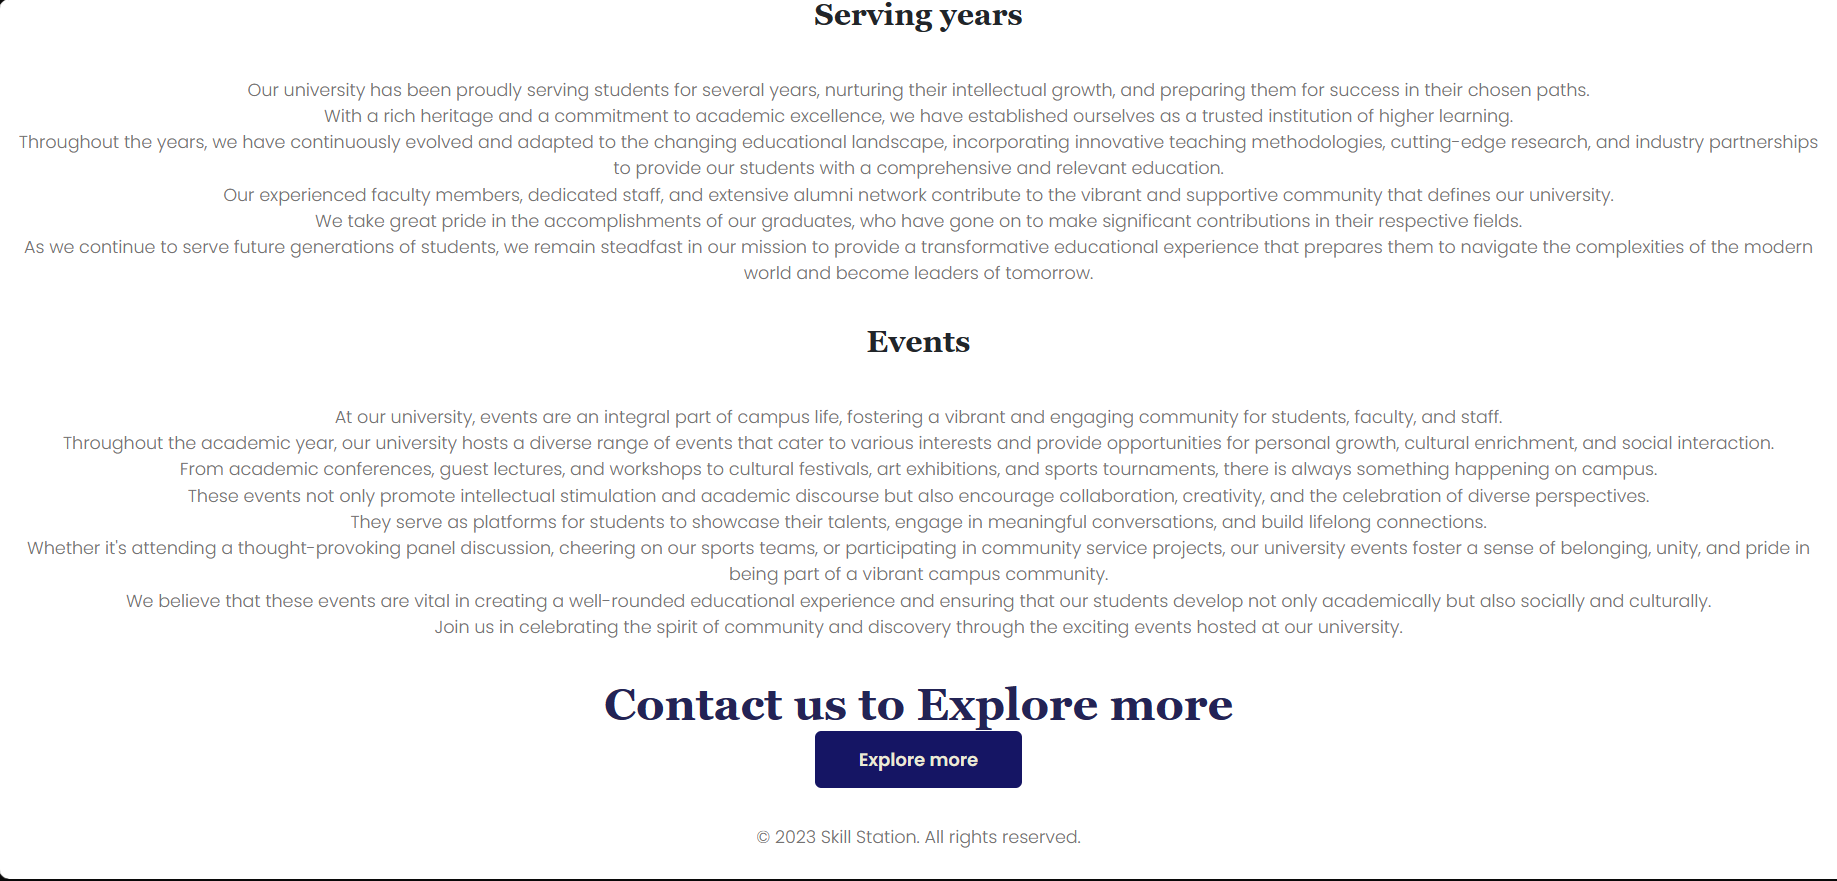 Serving years
Our university has been proudly serving students for several years, nurturing their intellectual growth, and preparing them for success in their chosen paths.
With a rich heritage and a commitment to academic excellence, we have established ourselves as a trusted institution of higher learning.
Throughout the years, we have continuously evolved and adapted to the changing educational landscape, incorporating innovative teaching methodologies, cutting-edge research, and industry partnerships
to provide our students with a comprehensive and relevant education.
Our experienced faculty members, dedicated staff, and extensive alumni network contribute to the vibrant and supportive community that defines our university.
We take great pride in the accomplishments of our graduates, who have gone on to make significant contributions in their respective fields.
As we continue to serve future generations of students, we remain steadfast in our mission to provide a transformative educational experience that prepares them to navigate the complexities of the modern
world and become leaders of tomorrow.
Events
At our university, events are an integral part of campus life, fostering a vibrant and engaging community for students, faculty, and staff.
Throughout the academic year, our university hosts a diverse range of events that cater to various interests and provide opportunities for personal growth, cultural enrichment, and social interaction.
From academic conferences, guest lectures, and workshops to cultural festivals, art exhibitions, and sports tournaments, there is always something happening on campus.
These events not only promote intellectual stimulation and academic discourse but also encourage collaboration, creativity, and the celebration of diverse perspectives.
They serve as platforms for students to showcase their talents, engage in meaningful conversations, and build lifelong connections.
Whether it's attending a thought-provoking panel discussion, cheering on our sports teams, or participating in community service projects, our university events foster a sense of belonging, unity, and pride in
being part of a vibrant campus community.
We believe that these events are vital in creating a well-rounded educational experience and ensuring that our students develop not only academically but also socially and culturally.
Join us in celebrating the spirit of community and discovery through the exciting events hosted at our university.
Contact us to Explore more
Explore more
© 2023 Skill Station. All rights reserved.